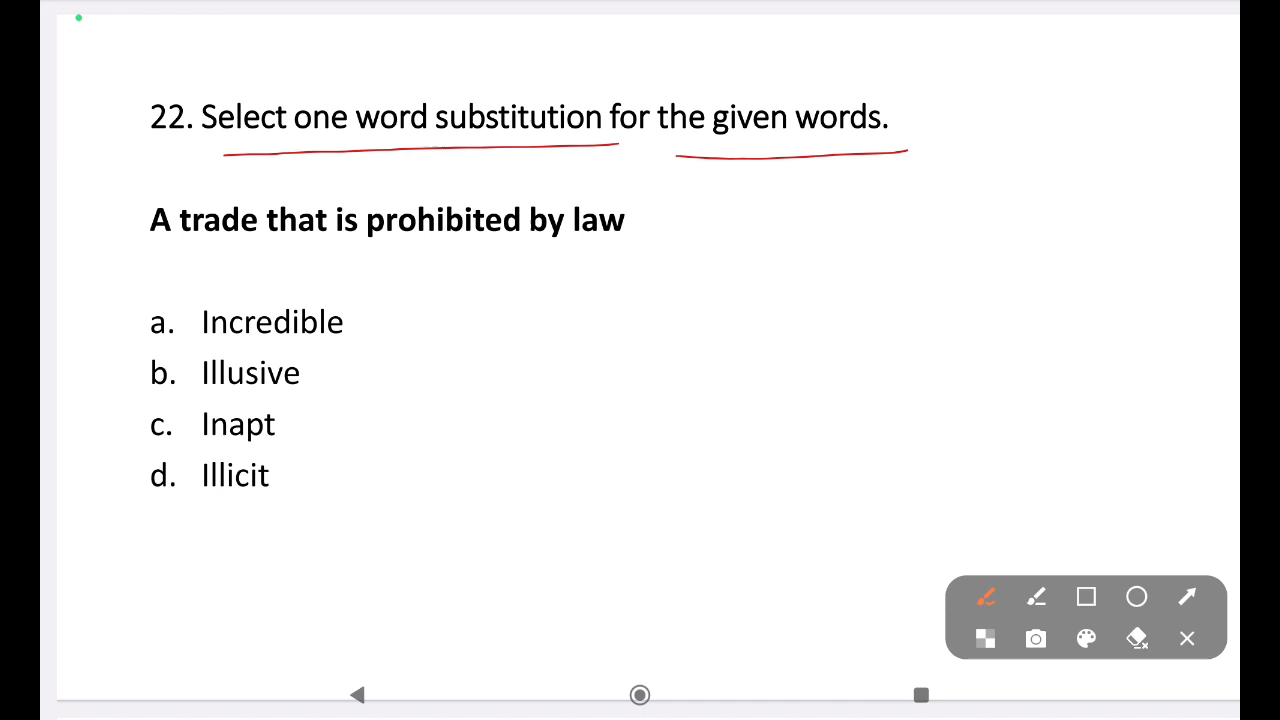 22. Select one word substitution for the given words.
A trade that is prohibited by law
a. Incredible
b. Illusive
c. Inapt
d. Illicit